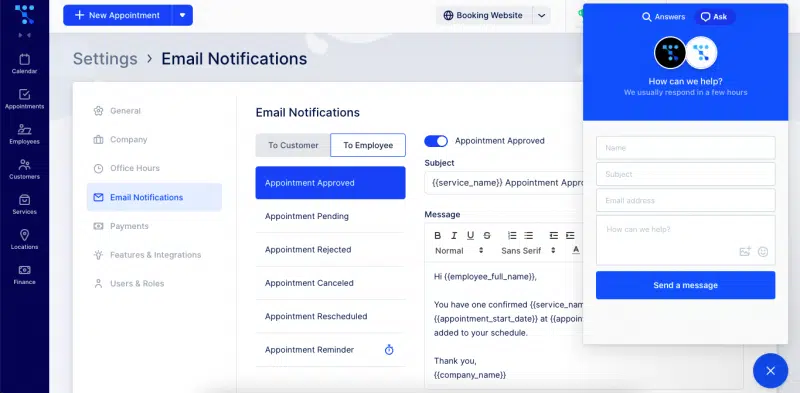 New Appointment
Booking Website
Calendar
Appointments
Employees
Customers
Services
Locations
Finance
Settings > Email Notifications
General
Company
Office Hours
Email Notifications
Payments
Features & Integrations
Users & Roles
Email Notifications
To Customer
To Employee
Appointment Approved
Appointment Pending
Appointment Rejected
Appointment Canceled
Appointment Rescheduled
Appointment Reminder
Appointment Approved
Subject
{{service_name}} Appointment Appro
Message
B I U S
Normal Sans Serif A
Hi {{employee_full_name}},
You have one confirmed {{service_nam
{{appointment_start_date}} at {{appoint
added to your schedule.
Thank you,
{{company_name}}
Answers
Ask
How can we help?
We usually respond in a few hours
Name
Subject
Email address
How can we help?
Send a message